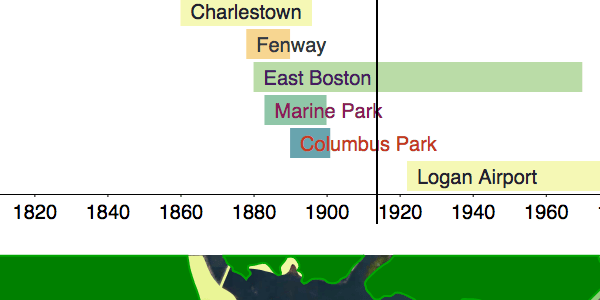 Charlestown
Fenway
East Boston
Marine Park
Columbus Park
Logan Airport
1820 1840 1860 1880 1900 1920 1940 1960